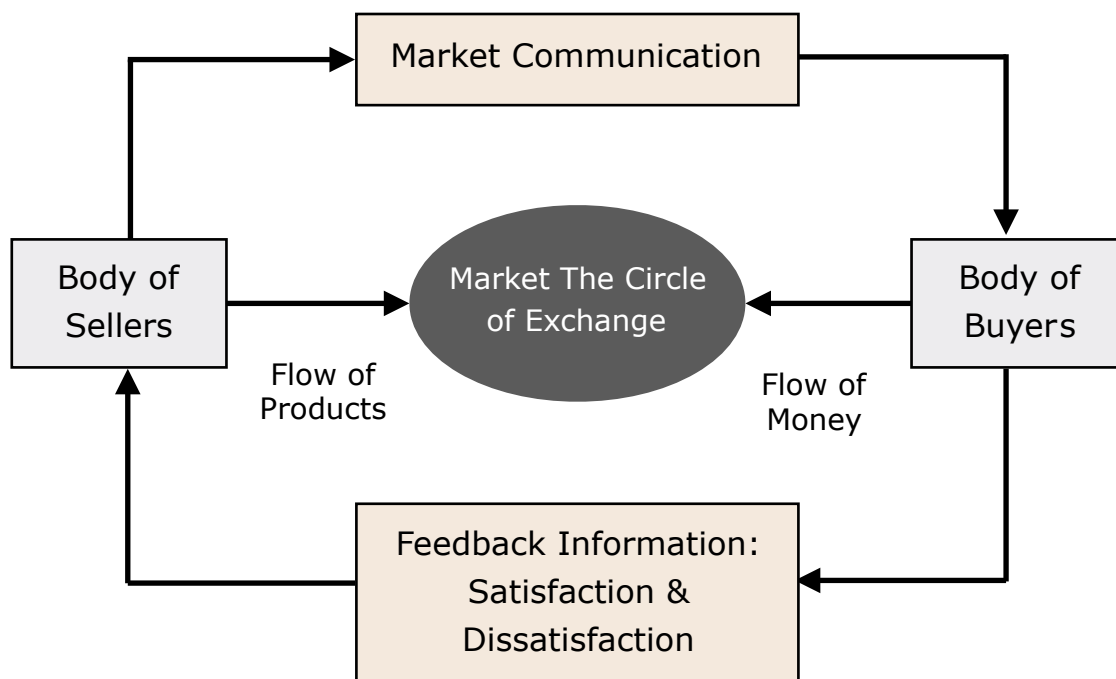 Market Communication
Body of
Sellers
Market The Circle
of Exchange
Body of
Buyers
Flow of
Products
Flow of
Money
Feedback Information:
Satisfaction &
Dissatisfaction